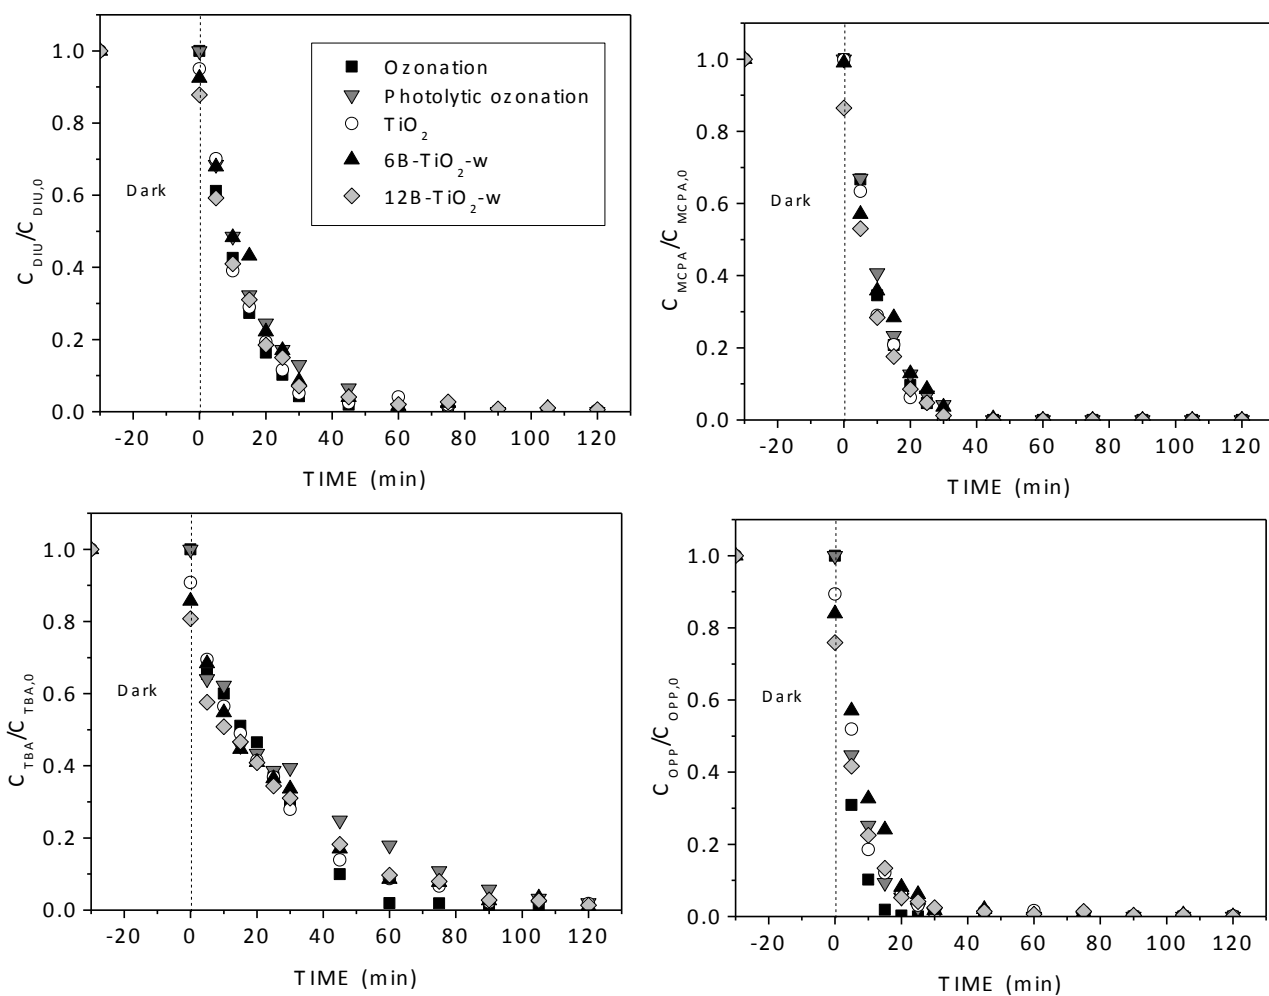 1.0
0.8
0.6
0.4
0.2
0.0
C_DIU/C_DIU,0
Dark
Ozonation
Photolytic ozonation
TiO₂
6B-TiO₂-w
12B-TiO₂-w
-20 0 20 40 60 80 100 120
TIME (min)
1.0
0.8
0.6
0.4
0.2
0.0
C_MCPA/C_MCPA,0
Dark
-20 0 20 40 60 80 100 120
TIME (min)
1.0
0.8
0.6
0.4
0.2
0.0
C_TBA/C_TBA,0
Dark
-20 0 20 40 60 80 100 120
TIME (min)
1.0
0.8
0.6
0.4
0.2
0.0
C_OPP/C_OPP,0
Dark
-20 0 20 40 60 80 100 120
TIME (min)